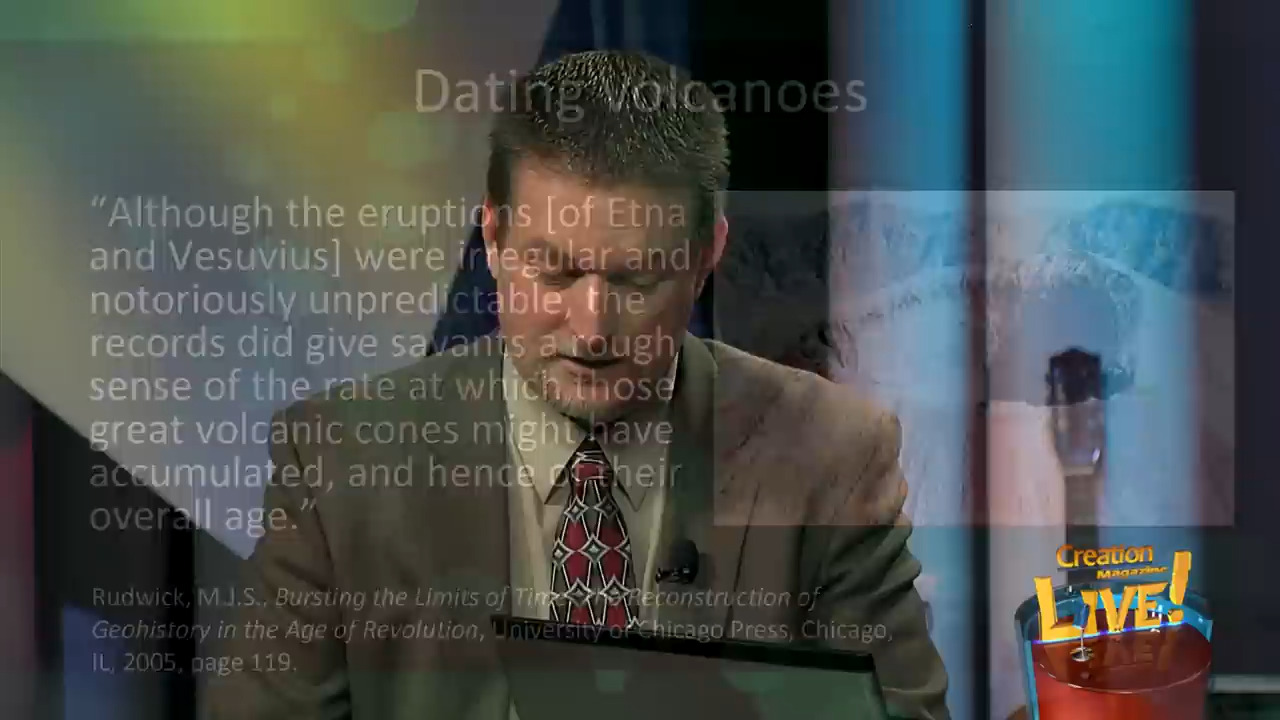 Dating Volcanoes
“Although the eruptions [of Etna
and Vesuvius] were irregular and
notoriously unpredictable, the
records did give savants a rough
sense of the rate at which those
great volcanic cones might have
accumulated, and hence of their
overall age.”
Rudwick, M.J.S., Bursting the Limits of Time: Reconstruction of
Geohistory in the Age of Revolution, University of Chicago Press, Chicago,
IL, 2005, page 119.
Creation
Magazine
LIVE!